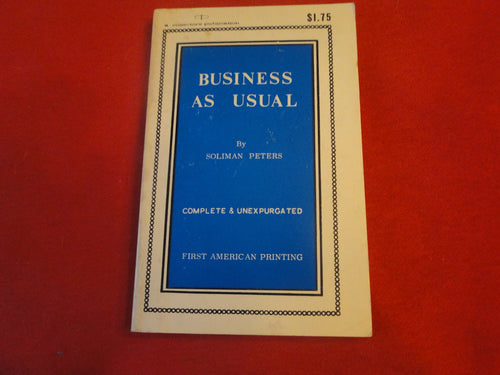 $1.75
BUSINESS
AS USUAL
By
SOLIMAN PETERS
COMPLETE & UNEXPURGATED
FIRST AMERICAN PRINTING